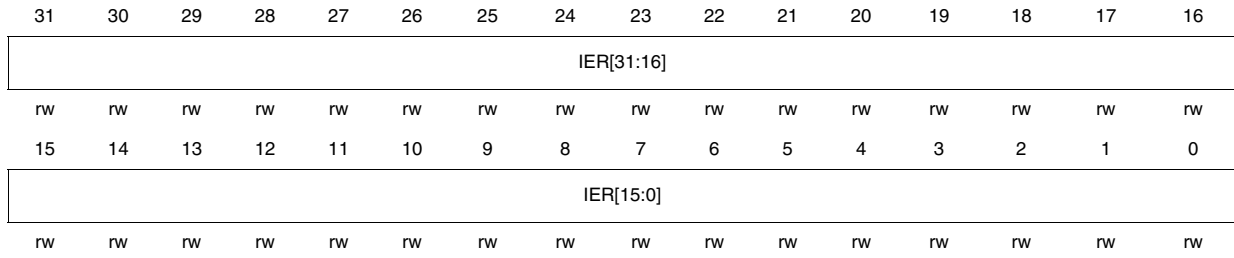 31 30 29 28 27 26 25 24 23 22 21 20 19 18 17 16
IER[31:16]
rw rw rw rw rw rw rw rw rw rw rw rw rw rw rw rw
15 14 13 12 11 10 9 8 7 6 5 4 3 2 1 0
IER[15:0]
rw rw rw rw rw rw rw rw rw rw rw rw rw rw rw rw